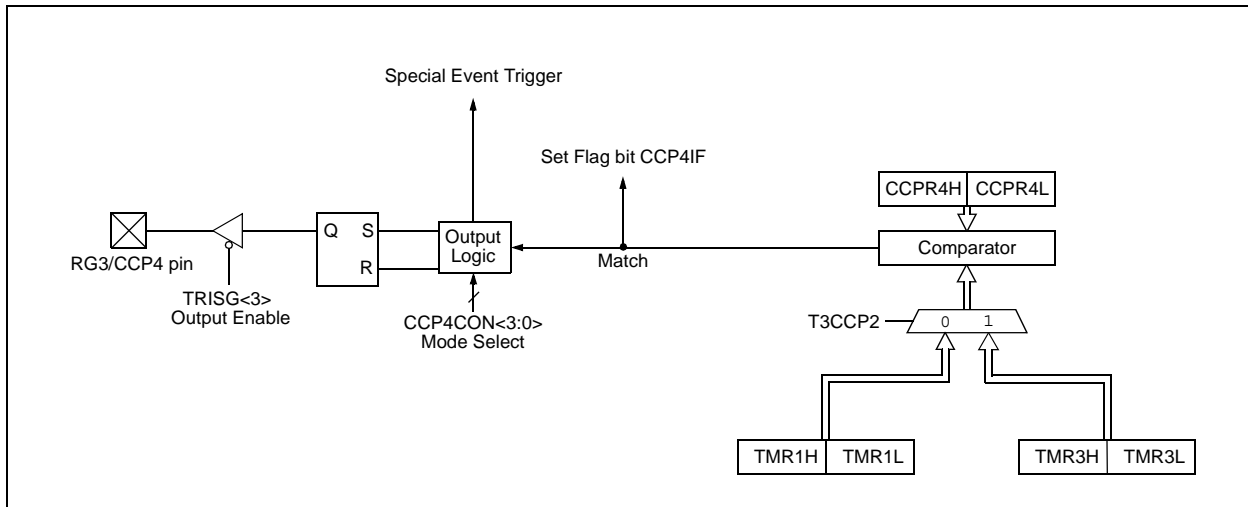 Special Event Trigger
Set Flag bit CCP4IF
CCPR4H CCPR4L
Q S
R
Output
Logic
Comparator
Match
RG3/CCP4 pin
TRISG<3>
Output Enable
CCP4CON<3:0>
Mode Select
T3CCP2
0 1
TMR1H TMR1L
TMR3H TMR3L